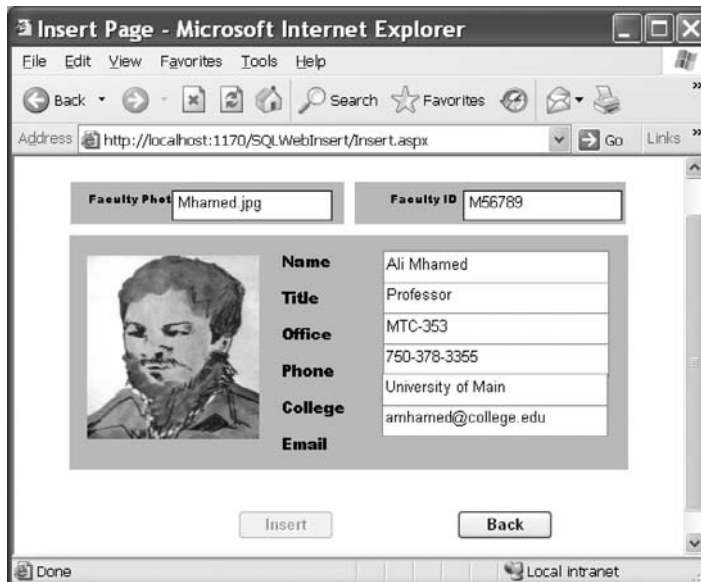 Insert Page - Microsoft Internet Explorer
File Edit View Favorites Tools Help
Back Search Favorites
Address http://localhost:1170/SQLWebInsert/Insert.aspx Go Links
Faculty Phot Mhamed.jpg Faculty ID M56789
Name Ali Mhamed
Title Professor
Office MTC-353
Phone 750-378-3355
College University of Main
Email amhamed@college.edu
Insert Back
Done Local intranet